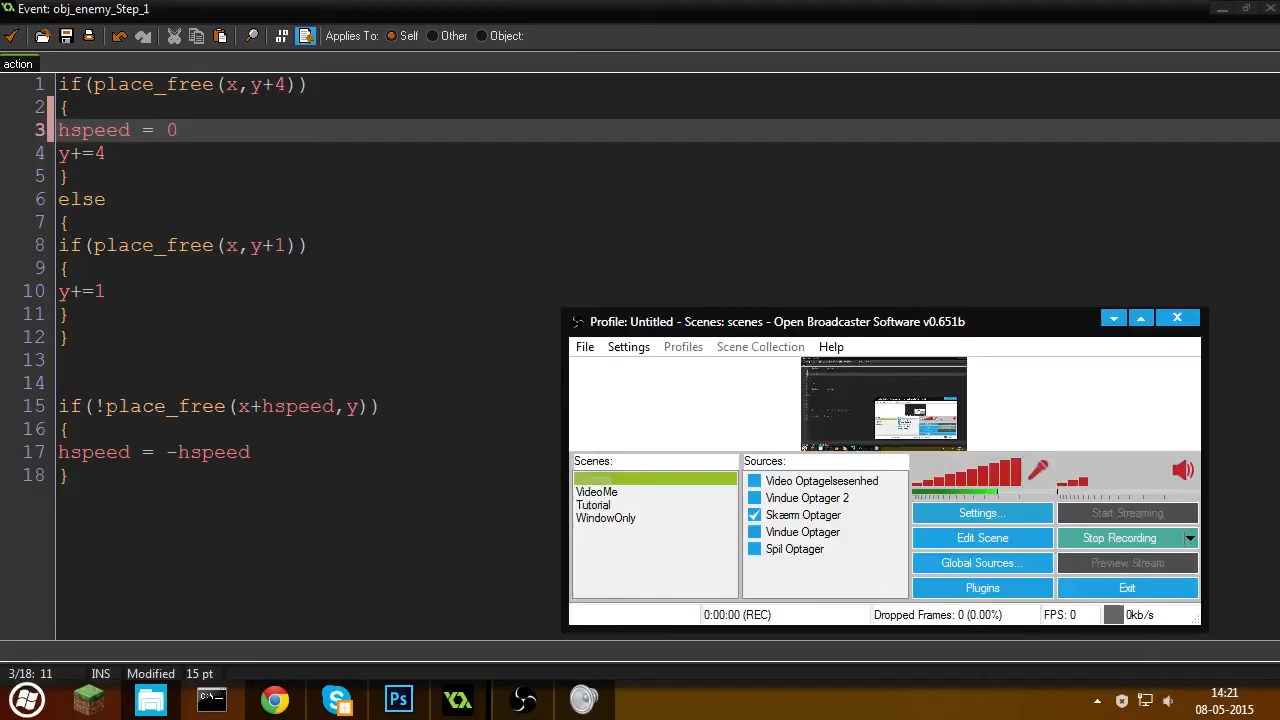 Event: obj_enemy_Step_1
Applies To: Self Other Object:
action
1 if(place_free(x,y+4))
2 {
3 hspeed = 0
4 y+=4
5 }
6 else
7 {
8 if(place_free(x,y+1))
9 {
10 y+=1
11 }
12 }
13
14
15 if(!place_free(x+hspeed,y))
16 {
17 hspeed = -hspeed
18 }
Profile: Untitled - Scenes: scenes - Open Broadcaster Software v0.651b
File Settings Profiles Scene Collection Help
Scenes:
VideoMe
Tutorial
WindowOnly
Sources:
Video Optagelsesenhed
Vindue Optager 2
Skærm Optager
Vindue Optager
Spil Optager
Settings... Start Streaming
Edit Scene Stop Recording
Global Sources... Preview Stream
Plugins Exit
0:00:00 (REC) Dropped Frames: 0 (0.00%) FPS: 0 0kb/s
3/18: 11 INS Modified 15 pt
Ps
14:21
08-05-2015